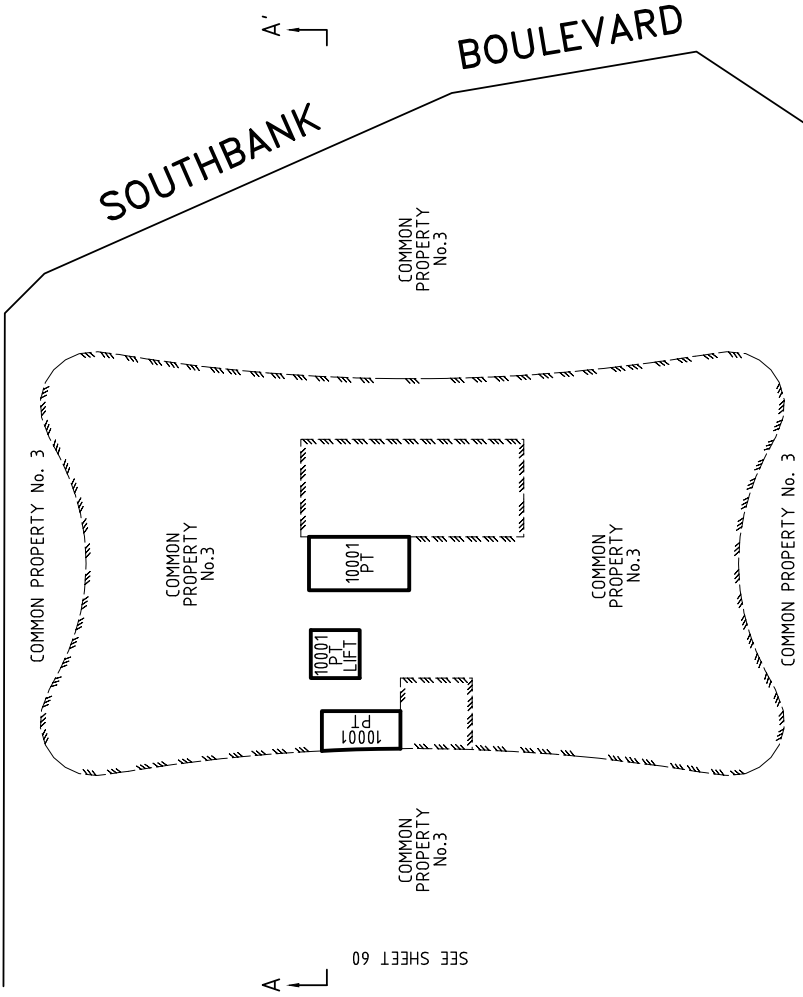 A'
SOUTHBANK BOULEVARD
COMMON
PROPERTY
No.3
COMMON PROPERTY No. 3
COMMON
PROPERTY
No.3
10001
PT
COMMON
PROPERTY
No.3
COMMON PROPERTY No. 3
10001
PT
LIFT
10001
PT
COMMON
PROPERTY
No.3
A
SEE SHEET 60